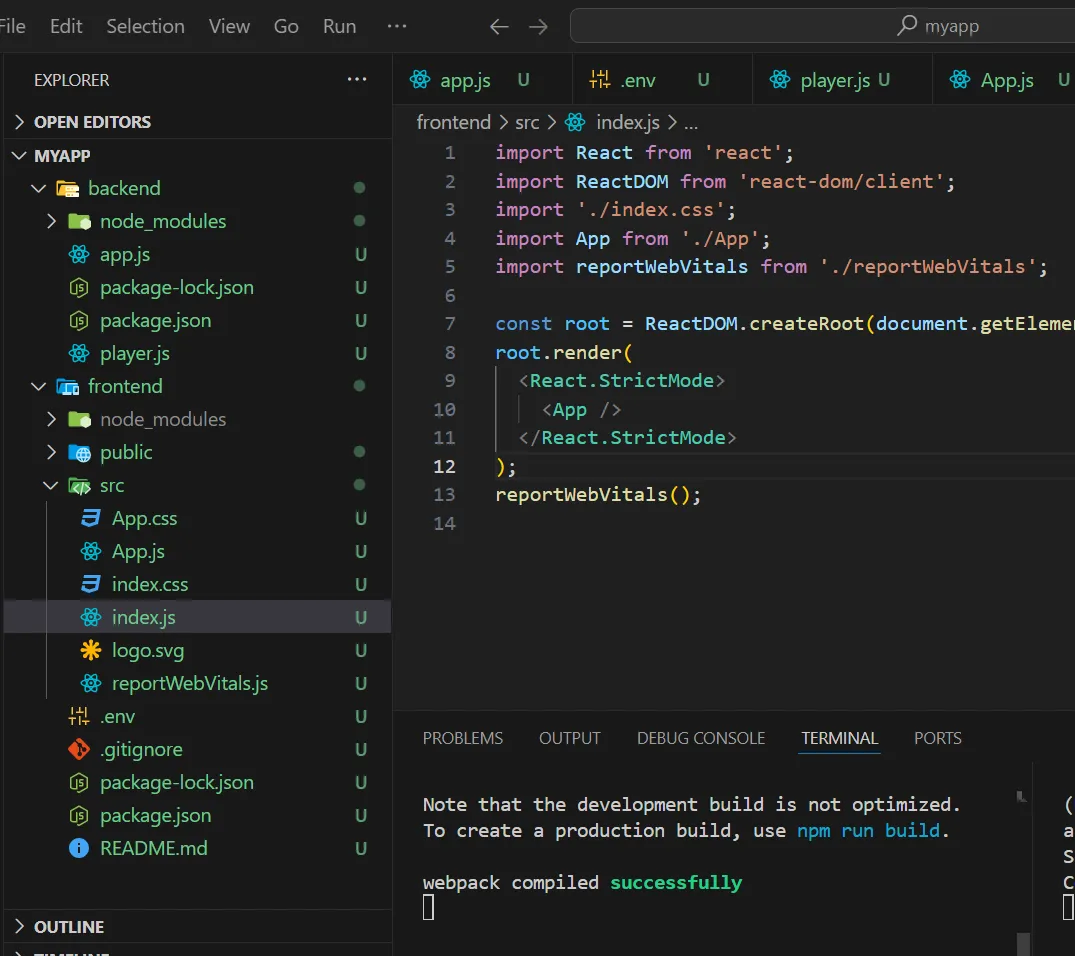 File Edit Selection View Go Run ...
myapp
EXPLORER ...
OPEN EDITORS
MYAPP
backend
node_modules
app.js U
package-lock.json U
package.json U
player.js U
frontend
node_modules
public
src
App.css U
App.js U
index.css U
index.js U
logo.svg U
reportWebVitals.js U
.env U
.gitignore U
package-lock.json U
package.json U
README.md U
OUTLINE
TIMELINE
app.js U .env U player.js U App.js U
frontend > src > index.js > ...
1 import React from 'react';
2 import ReactDOM from 'react-dom/client';
3 import './index.css';
4 import App from './App';
5 import reportWebVitals from './reportWebVitals';
6
7 const root = ReactDOM.createRoot(document.getEleme
8 root.render(
9 <React.StrictMode>
10 <App />
11 </React.StrictMode>
12 );
13 reportWebVitals();
14
PROBLEMS OUTPUT DEBUG CONSOLE TERMINAL PORTS
Note that the development build is not optimized.
To create a production build, use npm run build.
webpack compiled successfully
(
a
S
C